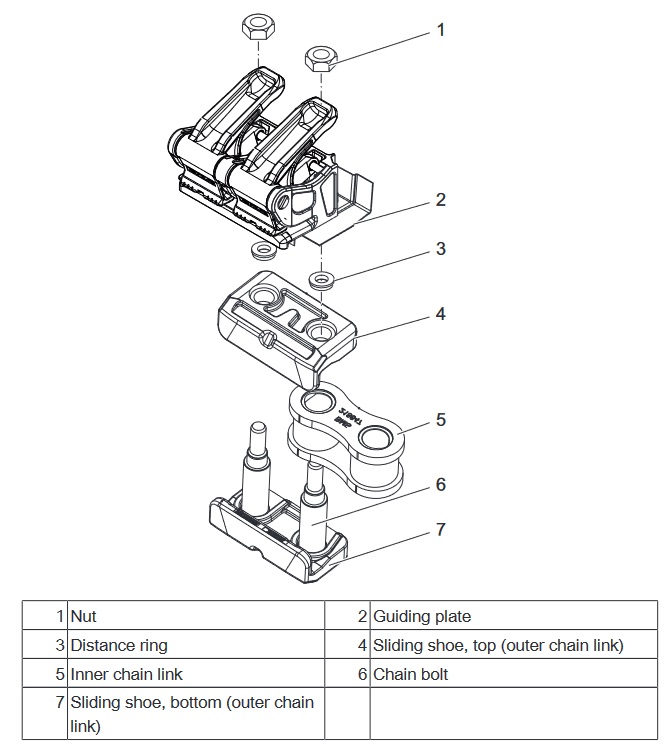 1
2
3
4
5
6
7
1 Nut 2 Guiding plate
3 Distance ring 4 Sliding shoe, top (outer chain link)
5 Inner chain link 6 Chain bolt
7 Sliding shoe, bottom (outer chain
link)